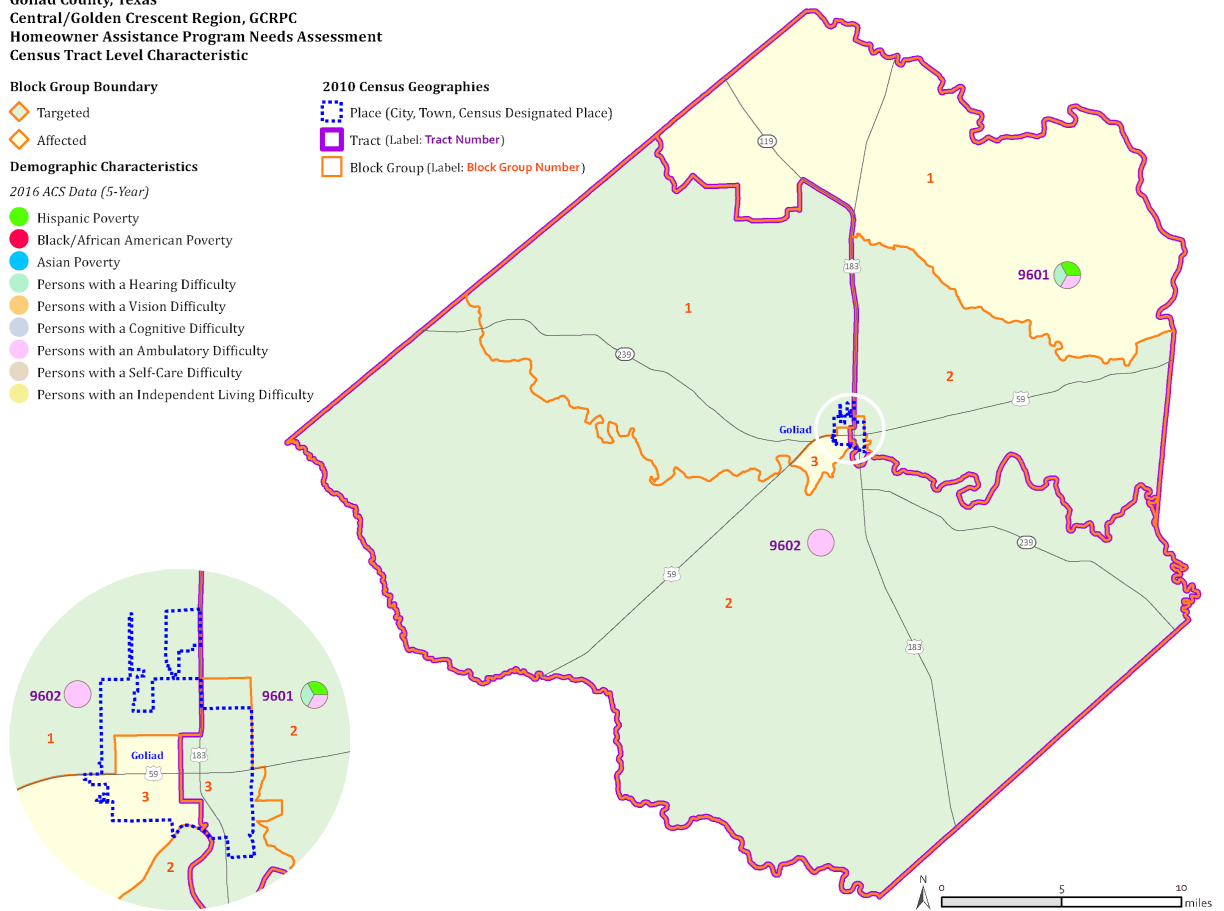 Goliad County, Texas
Central/Golden Crescent Region, GCRPC
Homeowner Assistance Program Needs Assessment
Census Tract Level Characteristic
Block Group Boundary
Targeted
Affected
Demographic Characteristics
2016 ACS Data (5-Year)
Hispanic Poverty
Black/African American Poverty
Asian Poverty
Persons with a Hearing Difficulty
Persons with a Vision Difficulty
Persons with a Cognitive Difficulty
Persons with an Ambulatory Difficulty
Persons with a Self-Care Difficulty
Persons with an Independent Living Difficulty
2010 Census Geographies
Place (City, Town, Census Designated Place)
Tract (Label: Tract Number)
Block Group (Label: Block Group Number)
119
1
183
9601
1
239
2
59
Goliad
3
9602
239
59
2
183
9602
9601
1
2
Goliad
183
59
3
3
2
N
0
5
10
miles